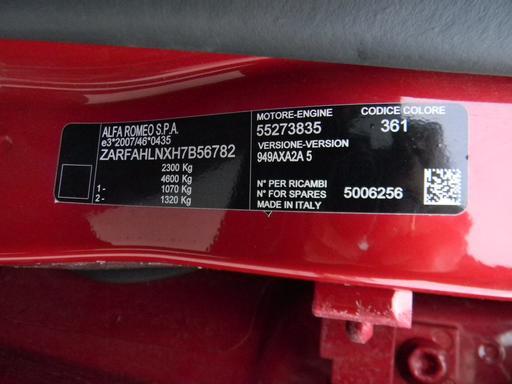 ALFA ROMEO S.P.A.
e3*2007/46*0435
ZARFAHLNXH7B56782
2300 Kg
4600 Kg
1- 1070 Kg
2- 1320 Kg
MOTORE-ENGINE
55273835
CODICE COLORE
361
VERSIONE-VERSION
949AXA2A 5
N° PER RICAMBI
N° FOR SPARES 5006256
MADE IN ITALY